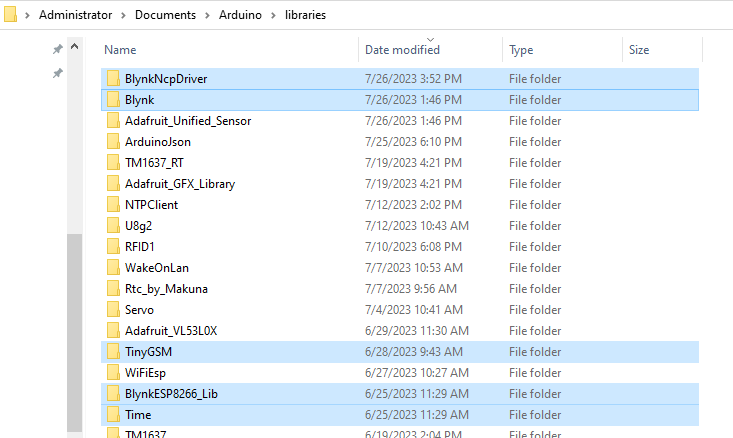 Administrator > Documents > Arduino > libraries
Name Date modified Type Size
BlynkNcpDriver 7/26/2023 3:52 PM File folder
Blynk 7/26/2023 1:46 PM File folder
Adafruit_Unified_Sensor 7/26/2023 1:46 PM File folder
ArduinoJson 7/25/2023 6:10 PM File folder
TM1637_RT 7/19/2023 4:21 PM File folder
Adafruit_GFX_Library 7/19/2023 4:21 PM File folder
NTPClient 7/12/2023 2:02 PM File folder
U8g2 7/12/2023 10:43 AM File folder
RFID1 7/10/2023 6:08 PM File folder
WakeOnLan 7/7/2023 10:53 AM File folder
Rtc_by_Makuna 7/7/2023 9:56 AM File folder
Servo 7/4/2023 10:41 AM File folder
Adafruit_VL53L0X 6/29/2023 11:30 AM File folder
TinyGSM 6/28/2023 9:43 AM File folder
WiFiEsp 6/27/2023 10:27 AM File folder
BlynkESP8266_Lib 6/25/2023 11:29 AM File folder
Time 6/25/2023 11:29 AM File folder
TM1637 6/19/2023 2:04 PM File folder